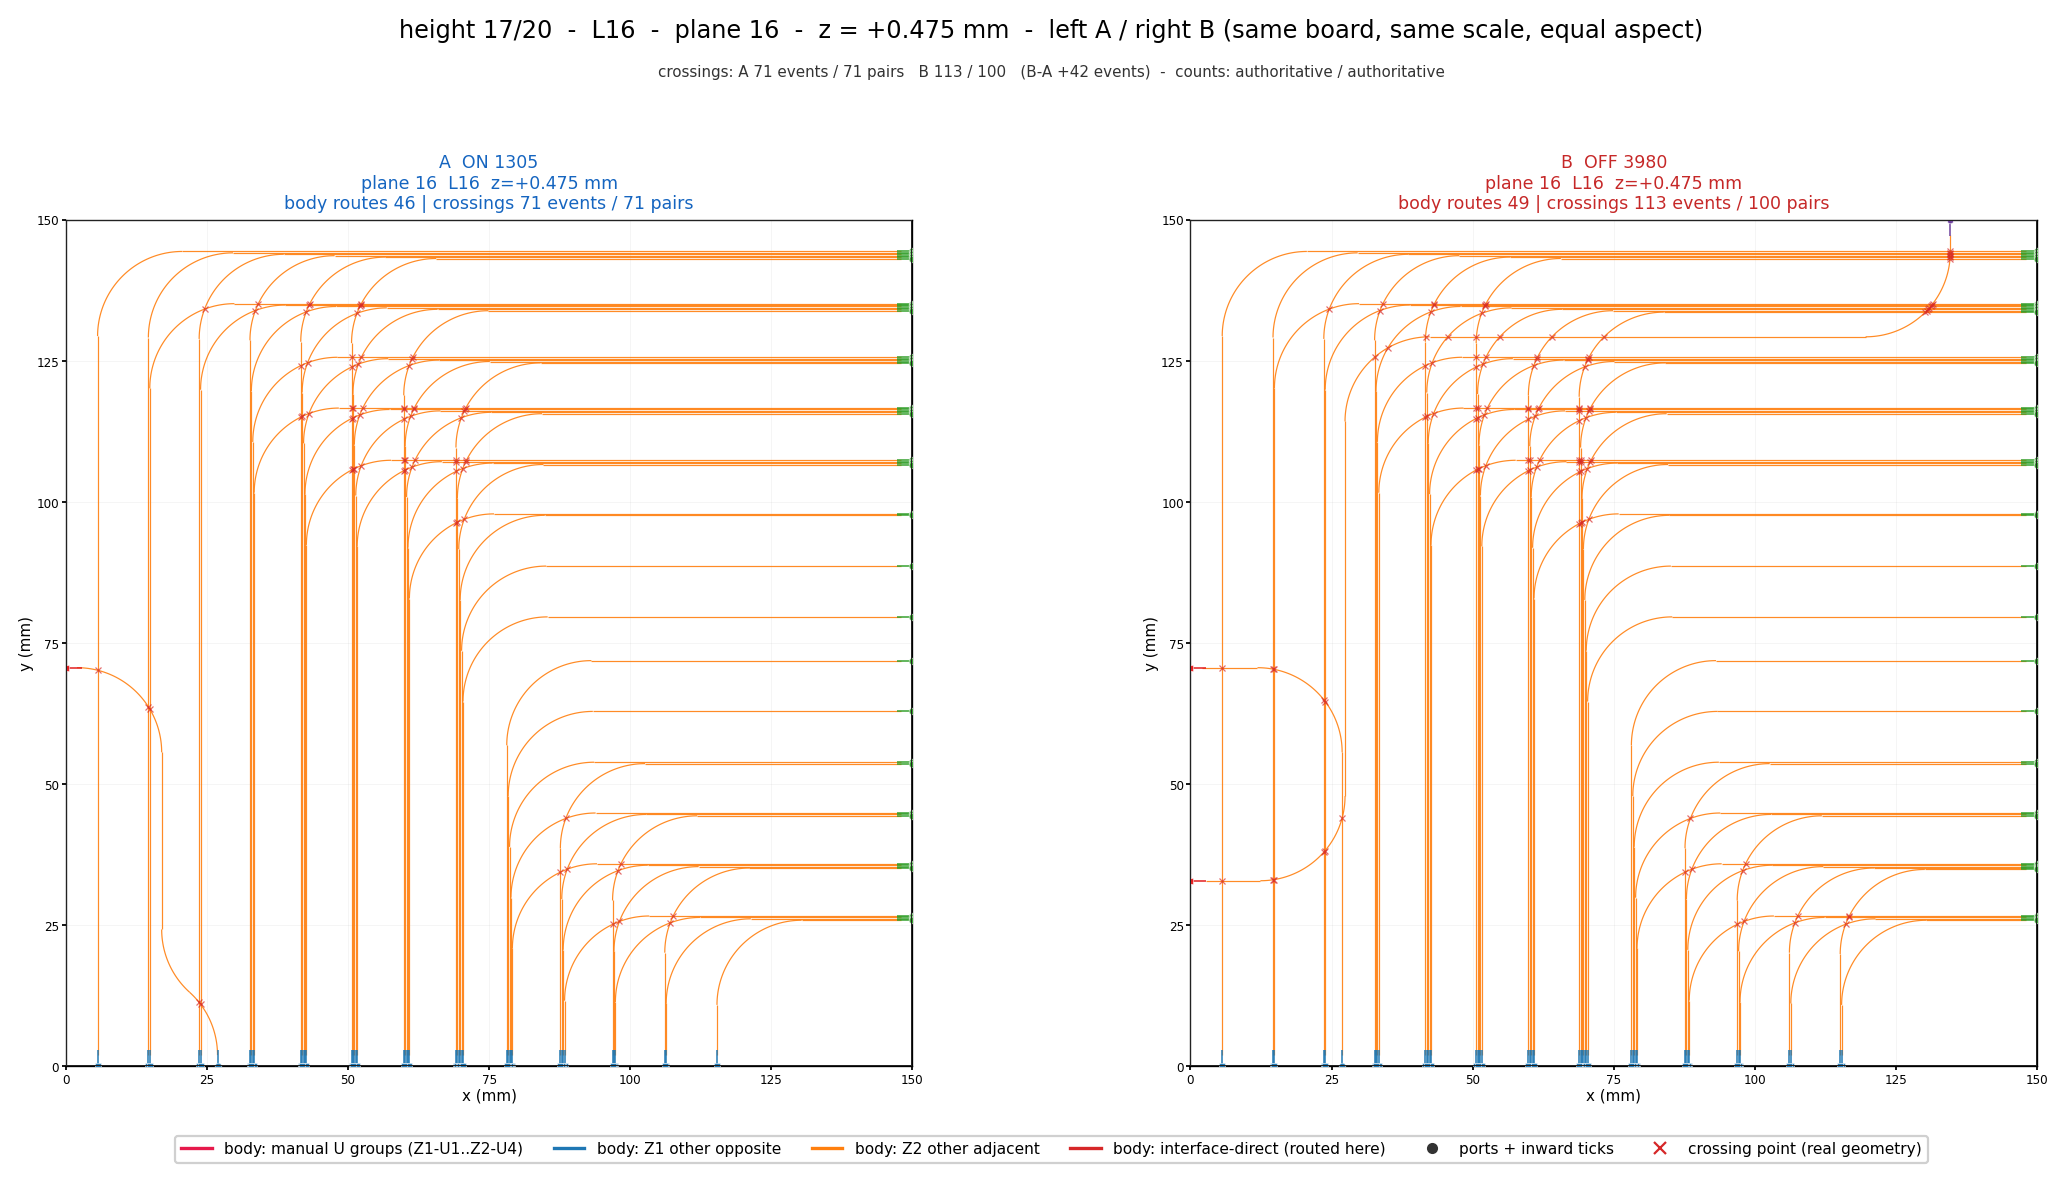 height 17/20  -  L16  -  plane 16  -  z = +0.475 mm  -  left A / right B (same board, same scale, equal aspect)
crossings: A 71 events / 71 pairs   B 113 / 100   (B-A +42 events)  -  counts: authoritative / authoritative
A  ON 1305
plane 16  L16  z=+0.475 mm
body routes 46 | crossings 71 events / 71 pairs
150
125
100
75
50
25
0
y (mm)
0
25
50
75
100
125
150
x (mm)
B  OFF 3980
plane 16  L16  z=+0.475 mm
body routes 49 | crossings 113 events / 100 pairs
150
125
100
75
50
25
0
y (mm)
0
25
50
75
100
125
150
x (mm)
body: manual U groups (Z1-U1..Z2-U4)
body: Z1 other opposite
body: Z2 other adjacent
body: interface-direct (routed here)
ports + inward ticks
crossing point (real geometry)